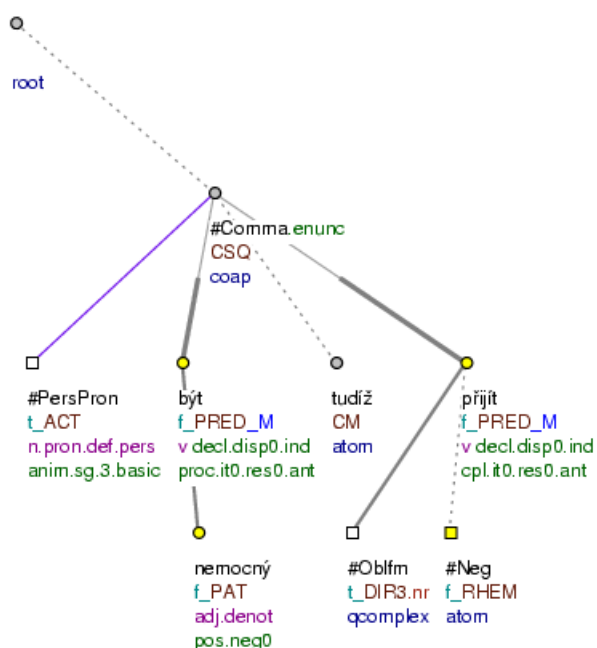 root
#Comma.enunc
CSQ
coap
#PersPron
t_ACT
n.pron.def.pers
anim.sg.3.basic
být
f_PRED_M
v decl.disp0.ind
proc.it0.res0.ant
tudíž
CM
atom
přijít
f_PRED_M
v decl.disp0.ind
cpl.it0.res0.ant
nemocný
f_PAT
adj.denot
pos.neg0
#Oblfm
t_DIR3.nr
qcomplex
#Neg
f_RHEM
atom